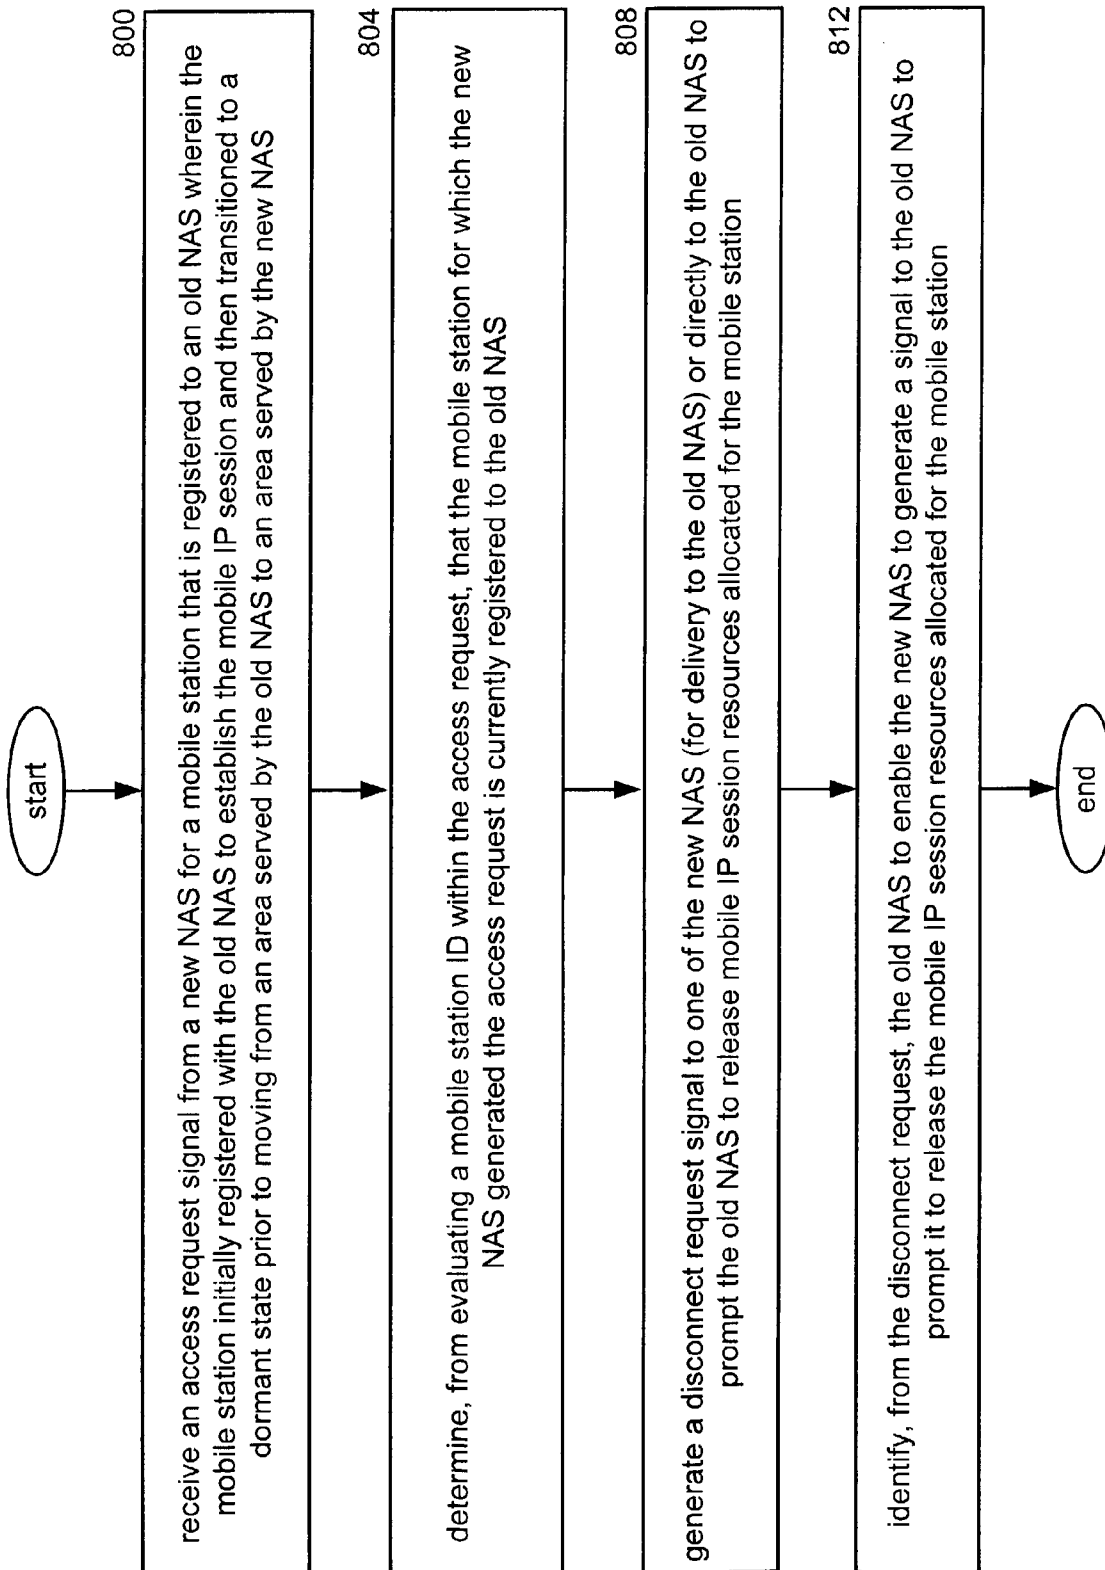 start
800
receive an access request signal from a new NAS for a mobile station that is registered to an old NAS wherein the
mobile station initially registered with the old NAS to establish the mobile IP session and then transitioned to a
dormant state prior to moving from an area served by the old NAS to an area served by the new NAS
804
determine, from evaluating a mobile station ID within the access request, that the mobile station for which the new
NAS generated the access request is currently registered to the old NAS
808
generate a disconnect request signal to one of the new NAS (for delivery to the old NAS) or directly to the old NAS to
prompt the old NAS to release mobile IP session resources allocated for the mobile station
812
identify, from the disconnect request, the old NAS to enable the new NAS to generate a signal to the old NAS to
prompt it to release the mobile IP session resources allocated for the mobile station
end